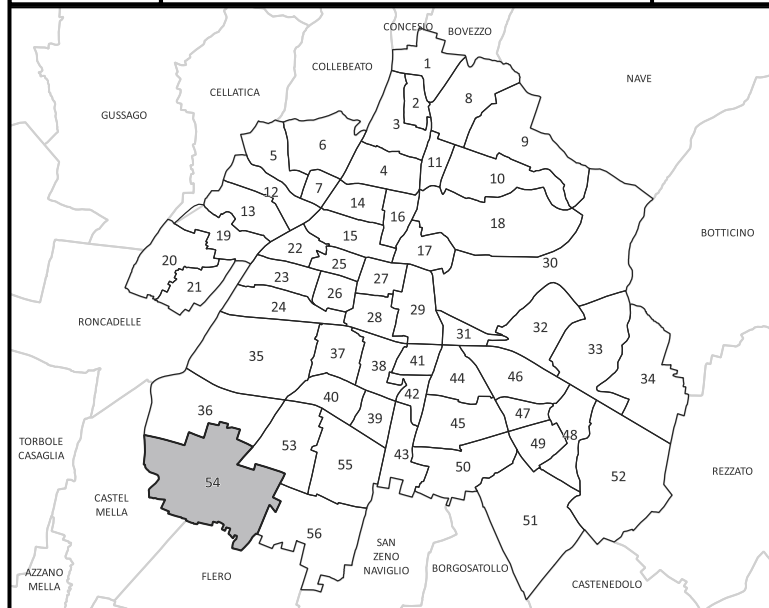 CONCESIO
BOVEZZO
1
COLLEBEATO
NAVE
CELLATICA
8
2
GUSSAGO
3
9
6
5
11
4
10
7
12
14
13
16
18
BOTTICINO
19
15
22
17
20
25
30
23
27
21
26
24
29
28
RONCADELLE
32
31
33
35
37
41
38
46
44
34
42
40
36
47
39
45
48
53
49
TORBOLE
CASAGLIA
43
55
50
REZZATO
52
54
CASTEL
MELLA
51
56
SAN
ZENO
NAVIGLIO
BORGOSATOLLO
AZZANO
MELLA
FLERO
CASTENEDOLO